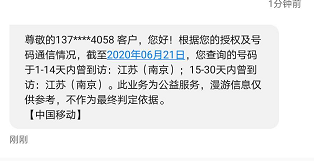 1分钟前
尊敬的137****4058 客户，您好！根据您的授权及号
码通信情况，截至2020年06月21日，您查询的号码
于1-14天内曾到访：江苏（南京）；15-30天内曾到
访：江苏（南京）。此业务为公益服务，漫游信息仅
供参考，不作为最终判定依据。
【中国移动】
刚刚